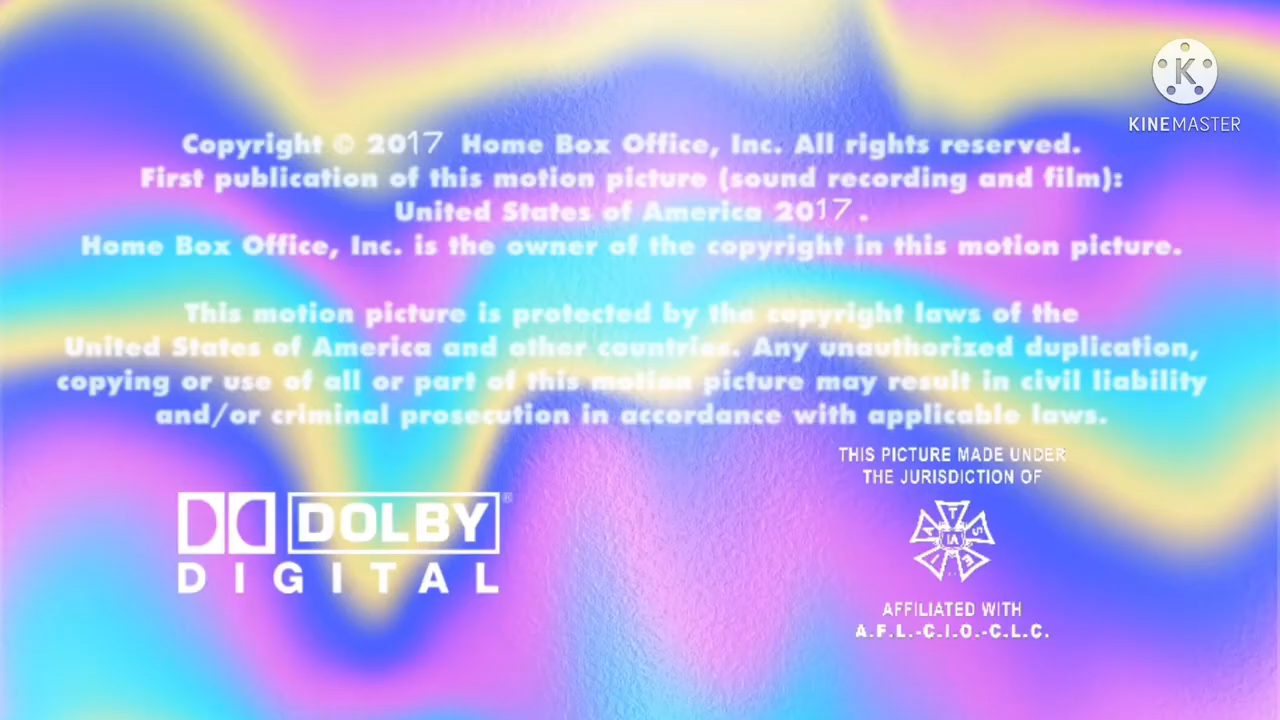 KINEMASTER
Copyright © 2017 Home Box Office, Inc. All rights reserved.
First publication of this motion picture (sound recording and film):
United States of America 2017.
Home Box Office, Inc. is the owner of the copyright in this motion picture.
This motion picture is protected by the copyright laws of the
United States of America and other countries. Any unauthorized duplication,
copying or use of all or part of this motion picture may result in civil liability
and/or criminal prosecution in accordance with applicable laws.
THIS PICTURE MADE UNDER
THE JURISDICTION OF
DOLBY®
DIGITAL
IATSE
IA
AFFILIATED WITH
A.F.L.-C.I.O.-C.L.C.